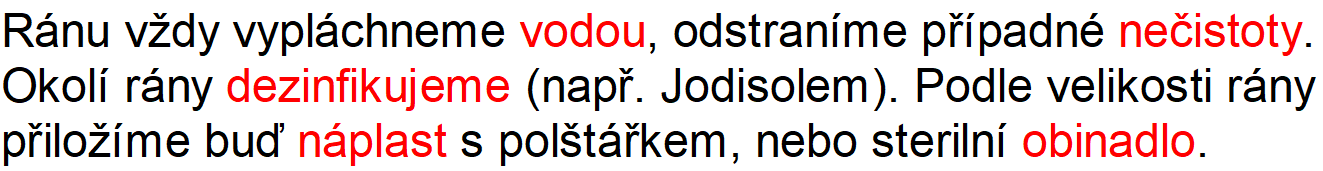 Ránu vždy vypláchneme vodou, odstraníme případné nečistoty.
Okolí rány dezinfikujeme (např. Jodisolem). Podle velikosti rány
přiložíme buď náplast s polštářkem, nebo sterilní obinadlo.